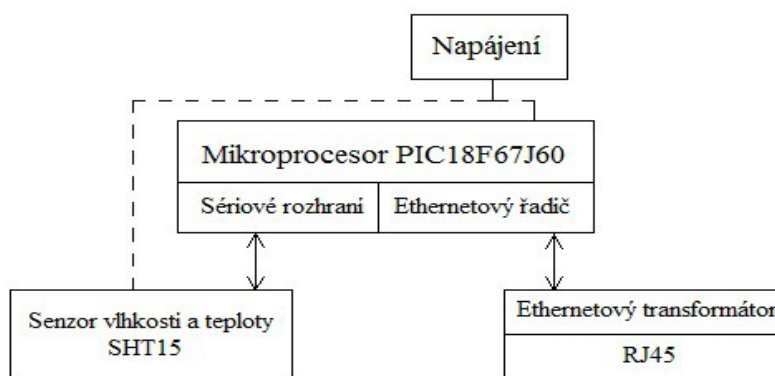 Napájení
Mikroprocesor PIC18F67J60
Sériové rozhraní
Ethernetový řadič
Senzor vlhkosti a teploty
SHT15
Ethernetový transformátor
RJ45